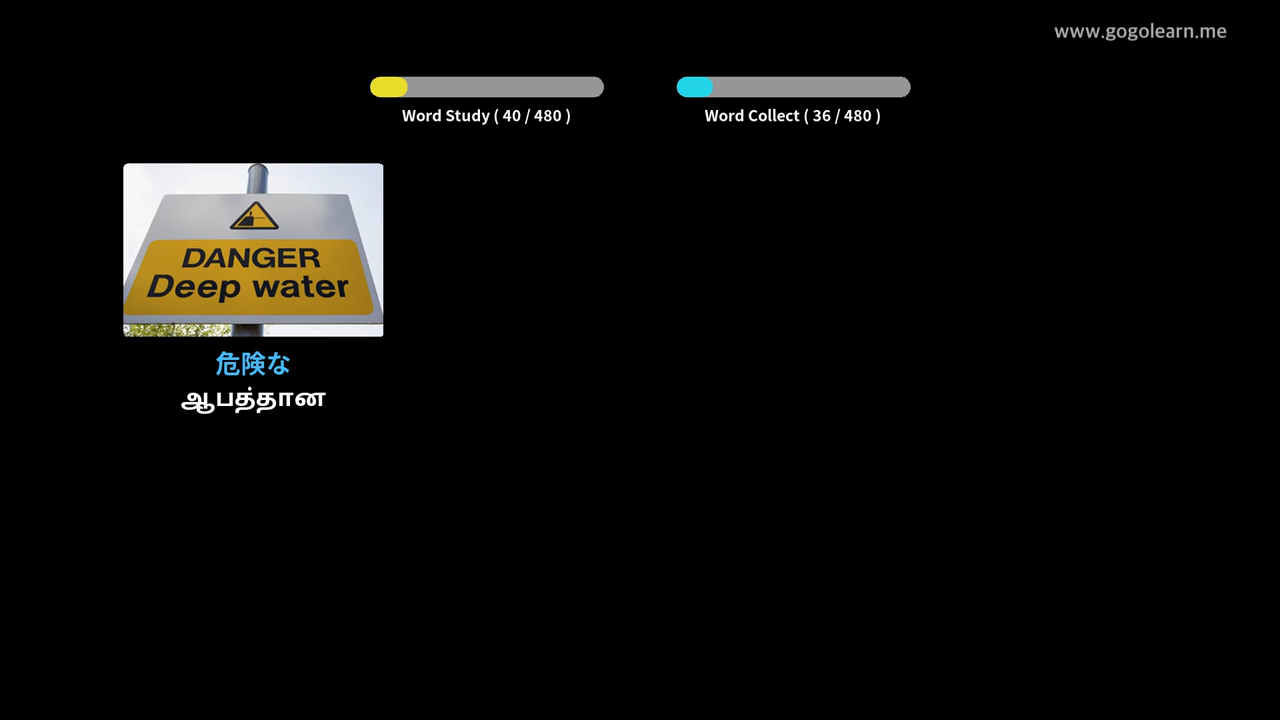 www.gogolearn.me
Word Study ( 40 / 480 )
Word Collect ( 36 / 480 )
DANGER
Deep water
危険な
ஆபத்தான